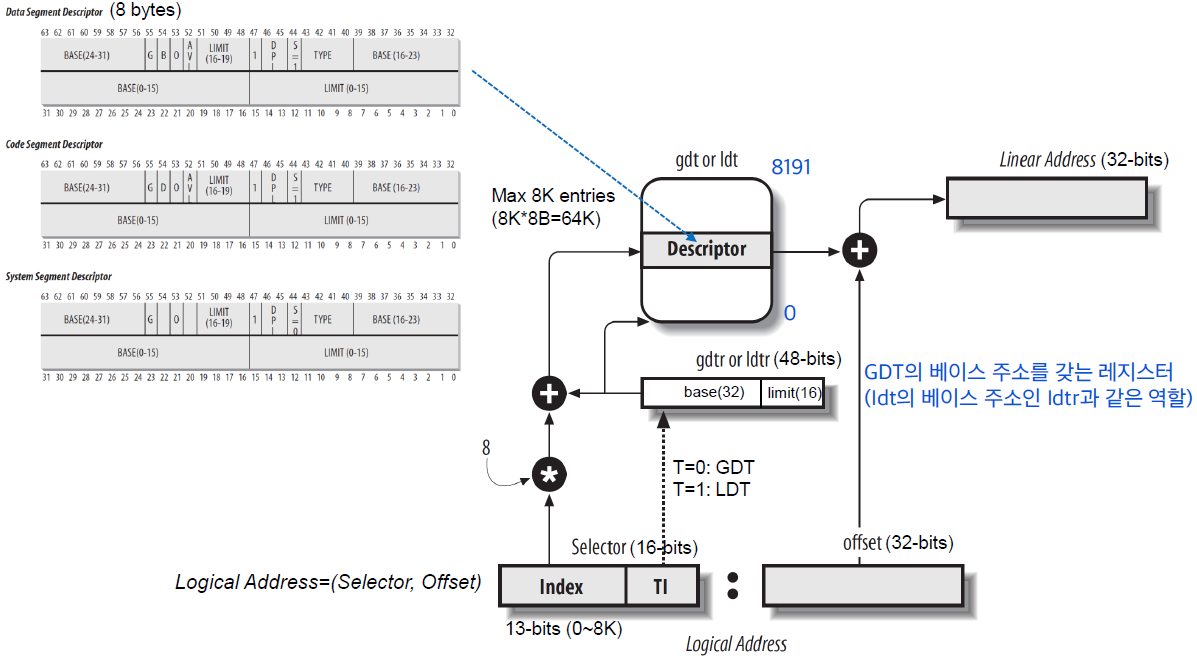 Data Segment Descriptor (8 bytes)
63 62 61 60 59 58 57 56 55 54 53 52 51 50 49 48 47 46 45 44 43 42 41 40 39 38 37 36 35 34 33 32
BASE(24-31) G B O AVL LIMIT (16-19) 1 DPL S=1 TYPE BASE (16-23)
BASE(0-15) LIMIT (0-15)
31 30 29 28 27 26 25 24 23 22 21 20 19 18 17 16 15 14 13 12 11 10 9 8 7 6 5 4 3 2 1 0
Code Segment Descriptor
63 62 61 60 59 58 57 56 55 54 53 52 51 50 49 48 47 46 45 44 43 42 41 40 39 38 37 36 35 34 33 32
BASE(24-31) G D O AVL LIMIT (16-19) 1 DPL S=1 TYPE BASE (16-23)
BASE(0-15) LIMIT (0-15)
31 30 29 28 27 26 25 24 23 22 21 20 19 18 17 16 15 14 13 12 11 10 9 8 7 6 5 4 3 2 1 0
System Segment Descriptor
63 62 61 60 59 58 57 56 55 54 53 52 51 50 49 48 47 46 45 44 43 42 41 40 39 38 37 36 35 34 33 32
BASE(24-31) G O LIMIT (16-19) 1 DPL S=0 TYPE BASE (16-23)
BASE(0-15) LIMIT (0-15)
31 30 29 28 27 26 25 24 23 22 21 20 19 18 17 16 15 14 13 12 11 10 9 8 7 6 5 4 3 2 1 0
gdt or ldt
8191
Linear Address (32-bits)
Max 8K entries
(8K*8B=64K)
Descriptor
+
0
gdtr or ldtr (48-bits)
base(32) limit(16)
+
GDT의 베이스 주소를 갖는 레지스터
(ldt의 베이스 주소인 ldtr과 같은 역할)
8
*
T=0: GDT
T=1: LDT
Selector (16-bits)
offset (32-bits)
Logical Address=(Selector, Offset)
Index TI :
13-bits (0~8K)
Logical Address